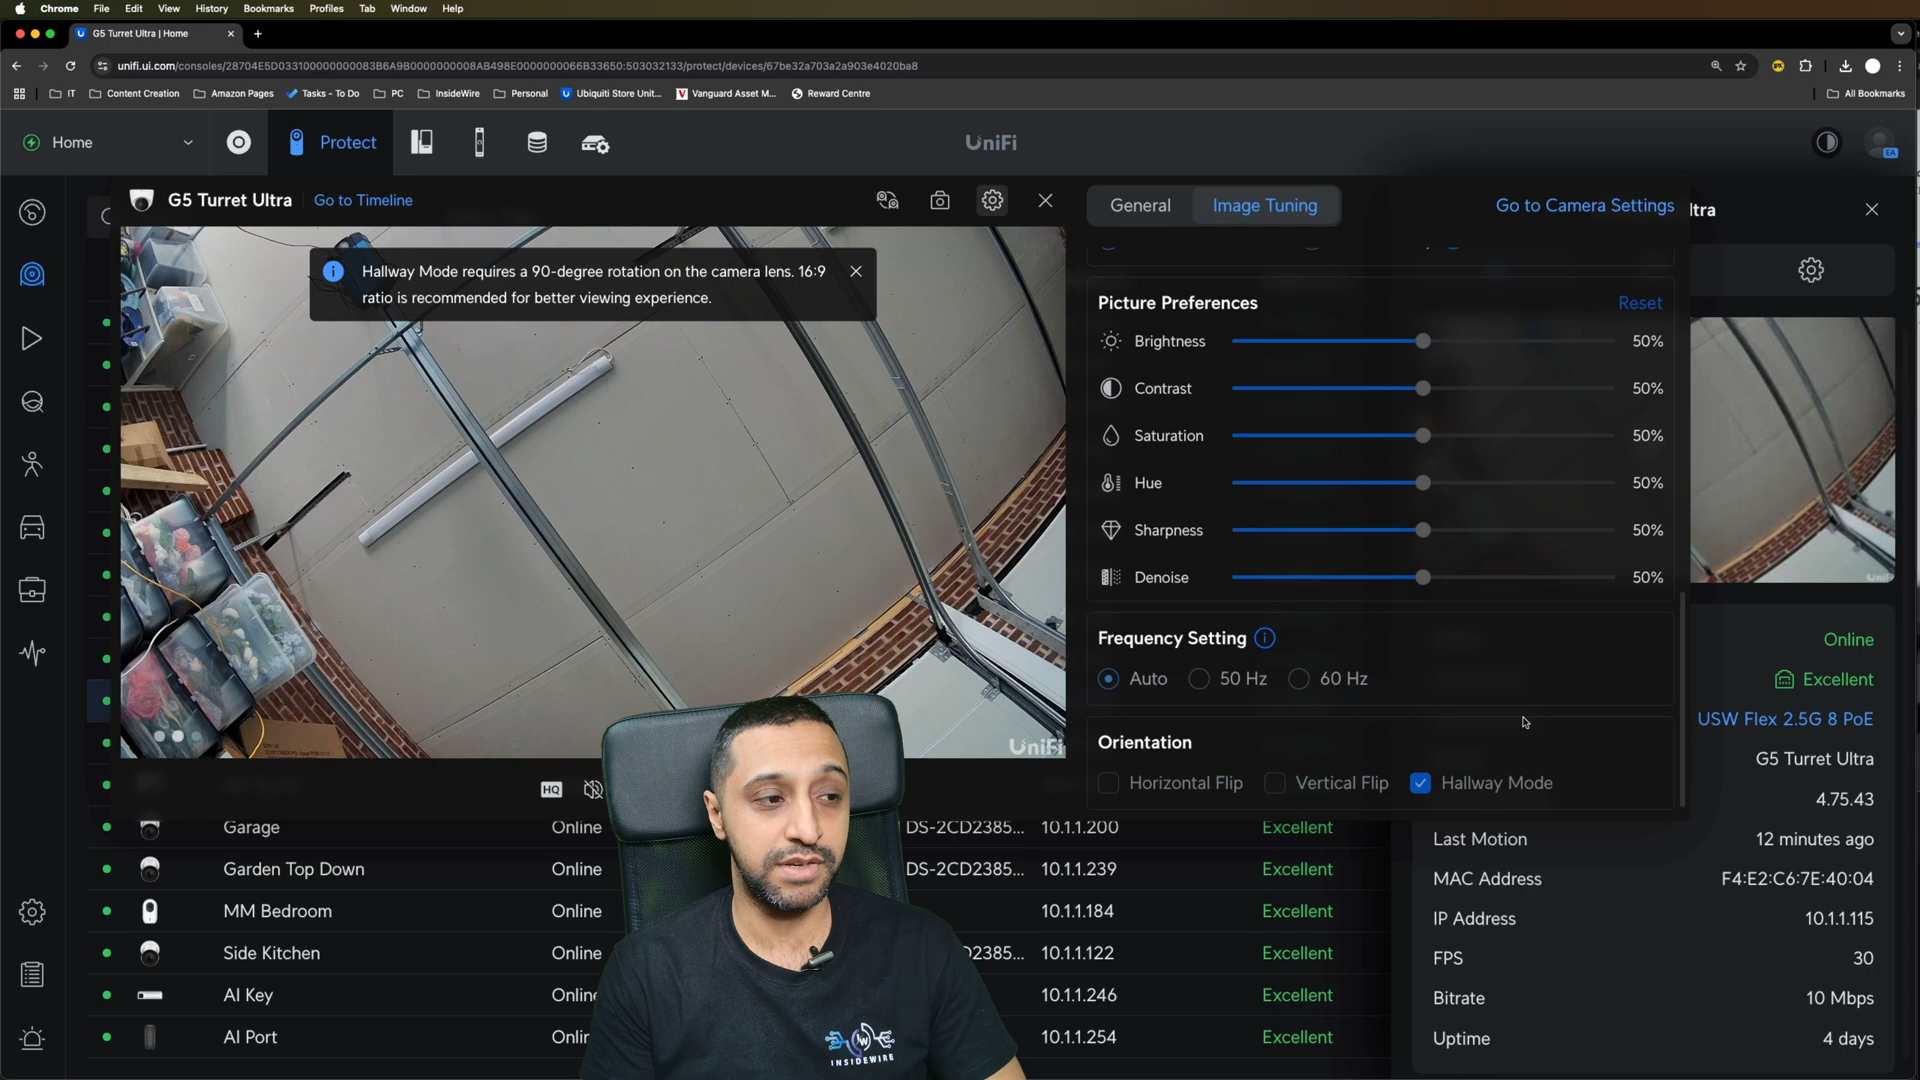 Chrome File Edit View History Bookmarks Profiles Tab Window Help
G5 Turret Ultra | Home
unifi.ui.com/consoles/28704E5D0331000000000083B6A9B0000000008AB498E0000000066B33650:503032133/protect/devices/67be32a703a2a903e4020ba8
IT Content Creation Amazon Pages Tasks - To Do PC InsideWire Personal Ubiquiti Store Unit... Vanguard Asset M... Reward Centre All Bookmarks
Home Protect UniFi EA
G5 Turret Ultra Go to Timeline
General Image Tuning Go to Camera Settings ltra
Hallway Mode requires a 90-degree rotation on the camera lens. 16:9
ratio is recommended for better viewing experience.
Picture Preferences Reset
Brightness 50%
Contrast 50%
Saturation 50%
Hue 50%
Sharpness 50%
Denoise 50%
Frequency Setting
Auto 50 Hz 60 Hz
Orientation
Horizontal Flip Vertical Flip Hallway Mode
UniFi
HQ
Garage Online DS-2CD2385... 10.1.1.200 Excellent
Garden Top Down Online DS-2CD2385... 10.1.1.239 Excellent
MM Bedroom Online 10.1.1.184 Excellent
Side Kitchen Online D2385... 10.1.1.122 Excellent
AI Key Online 10.1.1.246 Excellent
AI Port Onlin 10.1.1.254 Excellent
Online
Excellent
USW Flex 2.5G 8 PoE
G5 Turret Ultra
4.75.43
Last Motion 12 minutes ago
MAC Address F4:E2:C6:7E:40:04
IP Address 10.1.1.115
FPS 30
Bitrate 10 Mbps
Uptime 4 days
INSIDEWIRE